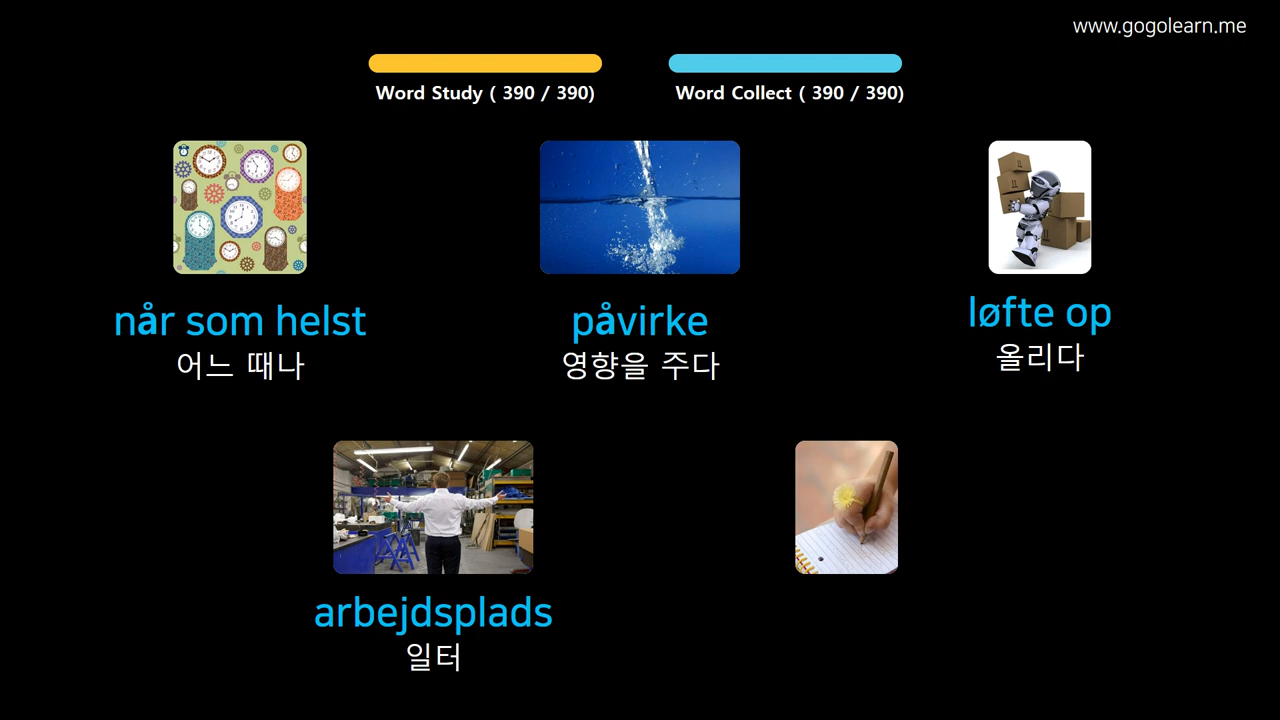 www.gogolearn.me
Word Study ( 390 / 390)
Word Collect ( 390 / 390)
når som helst
어느 때나
påvirke
영향을 주다
løfte op
올리다
arbejdsplads
일터